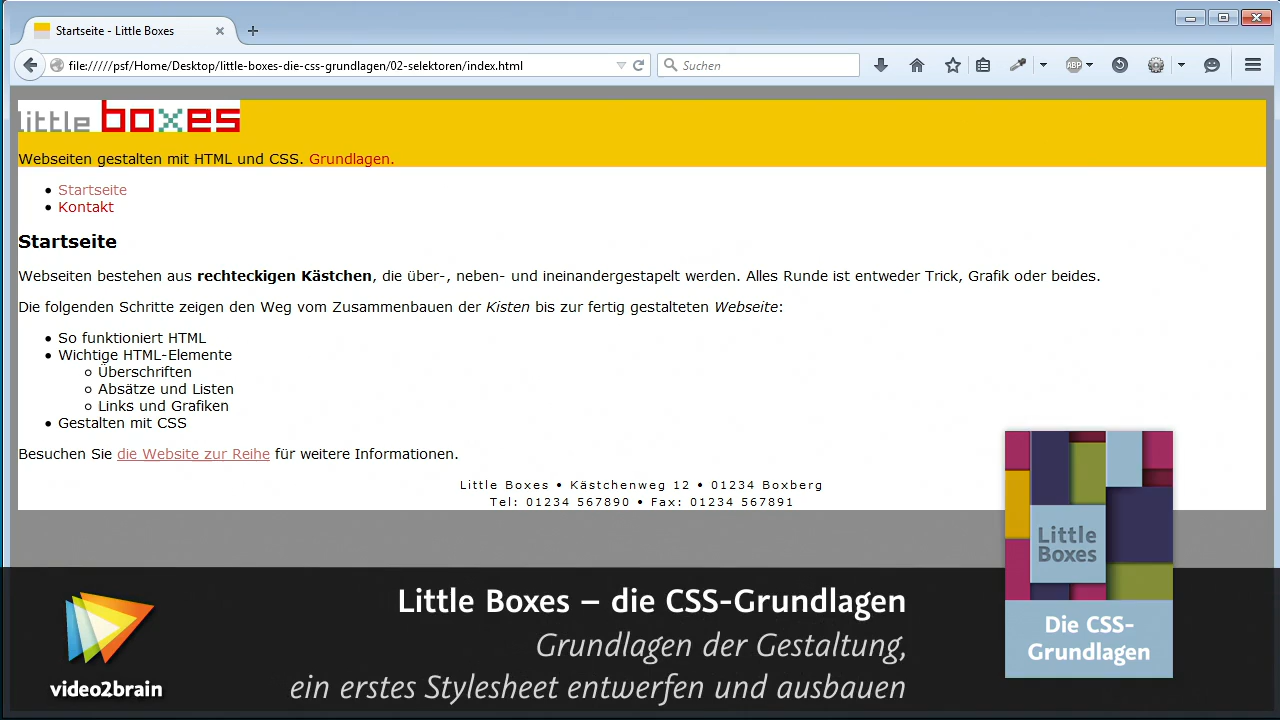 Startseite - Little Boxes
file://///psf/Home/Desktop/little-boxes-die-css-grundlagen/02-selektoren/index.html
Suchen
ABP
little boxes
Webseiten gestalten mit HTML und CSS. Grundlagen.
• Startseite
• Kontakt
Startseite
Webseiten bestehen aus rechteckigen Kästchen, die über-, neben- und ineinandergestapelt werden. Alles Runde ist entweder Trick, Grafik oder beides.
Die folgenden Schritte zeigen den Weg vom Zusammenbauen der Kisten bis zur fertig gestalteten Webseite:
• So funktioniert HTML
• Wichtige HTML-Elemente
○ Überschriften
○ Absätze und Listen
○ Links und Grafiken
• Gestalten mit CSS
Besuchen Sie die Website zur Reihe für weitere Informationen.
Little Boxes • Kästchenweg 12 • 01234 Boxberg
Tel: 01234 567890 • Fax: 01234 567891
Little
Boxes
Die CSS-
Grundlagen
Little Boxes – die CSS-Grundlagen
Grundlagen der Gestaltung,
ein erstes Stylesheet entwerfen und ausbauen
video2brain